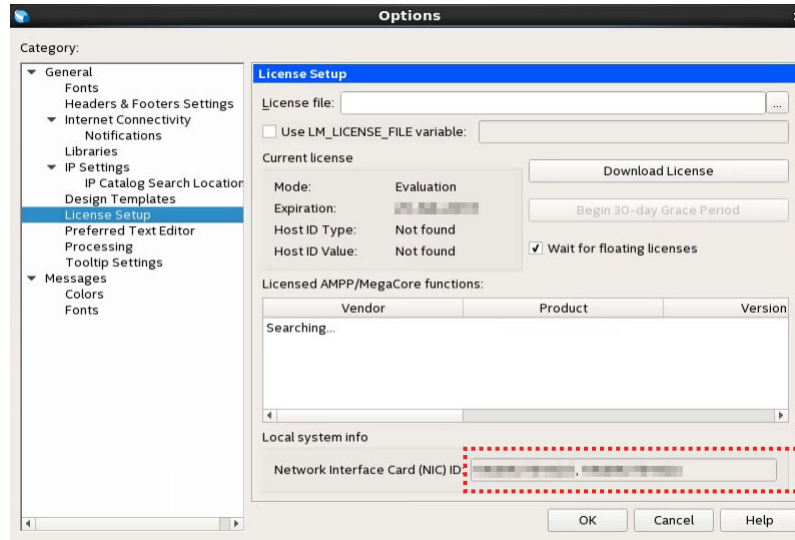 Options
Category:
General
Fonts
Headers & Footers Settings
Internet Connectivity
Notifications
Libraries
IP Settings
IP Catalog Search Location
Design Templates
License Setup
Preferred Text Editor
Processing
Tooltip Settings
Messages
Colors
Fonts
License Setup
License file: ...
Use LM_LICENSE_FILE variable:
Current license
Mode: Evaluation
Expiration:
Host ID Type: Not found
Host ID Value: Not found
Download License
Begin 30-day Grace Period
Wait for floating licenses
Licensed AMPP/MegaCore functions:
Vendor Product Version
Searching...
Local system info
Network Interface Card (NIC) ID:
OK Cancel Help